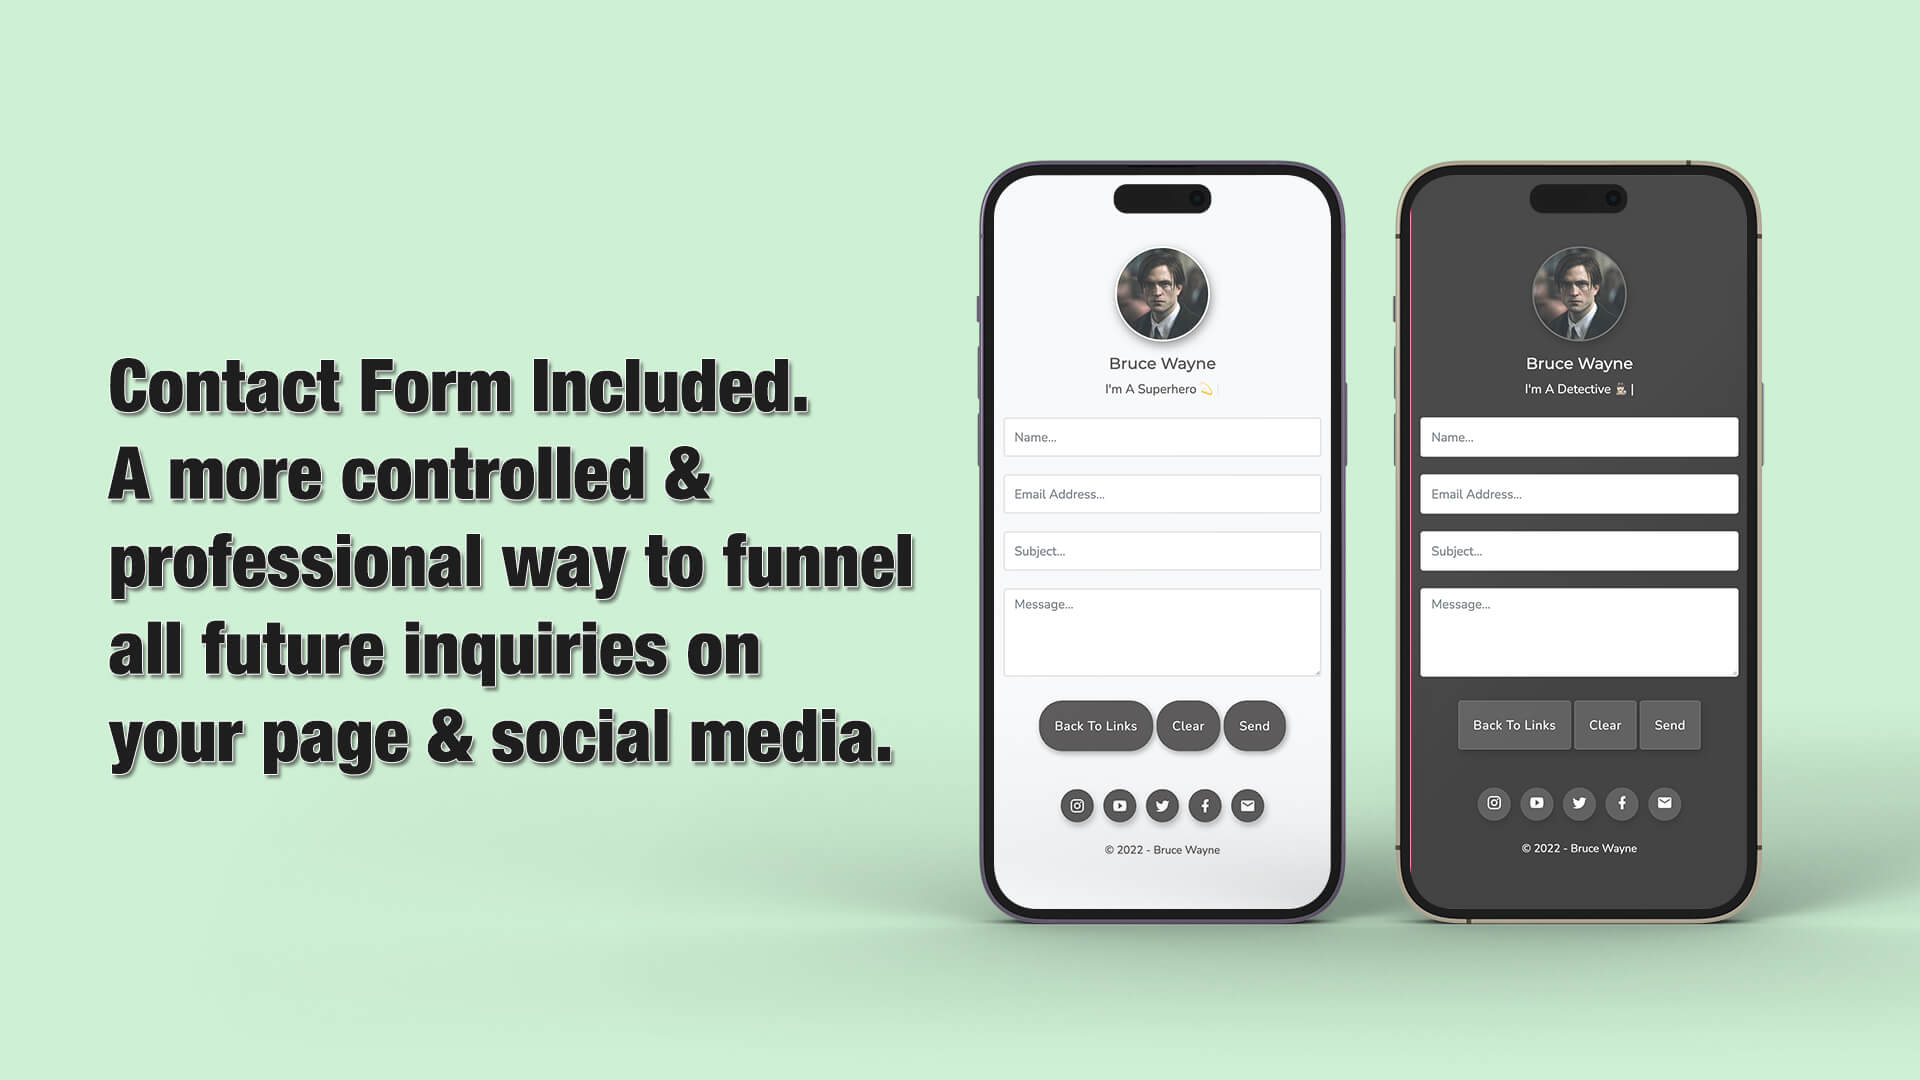 Contact Form Included.
A more controlled &
professional way to funnel
all future inquiries on
your page & social media.
Bruce Wayne
I'm A Superhero 💫
Name...
Email Address...
Subject...
Message...
Back To Links
Clear
Send
© 2022 - Bruce Wayne
Bruce Wayne
I'm A Detective 🕵🏻‍♂️ |
Name...
Email Address...
Subject...
Message...
Back To Links
Clear
Send
© 2022 - Bruce Wayne